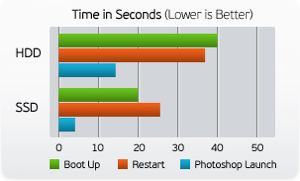 Time in Seconds (Lower is Better)
HDD
SSD
0 10 20 30 40 50
Boot Up Restart Photoshop Launch